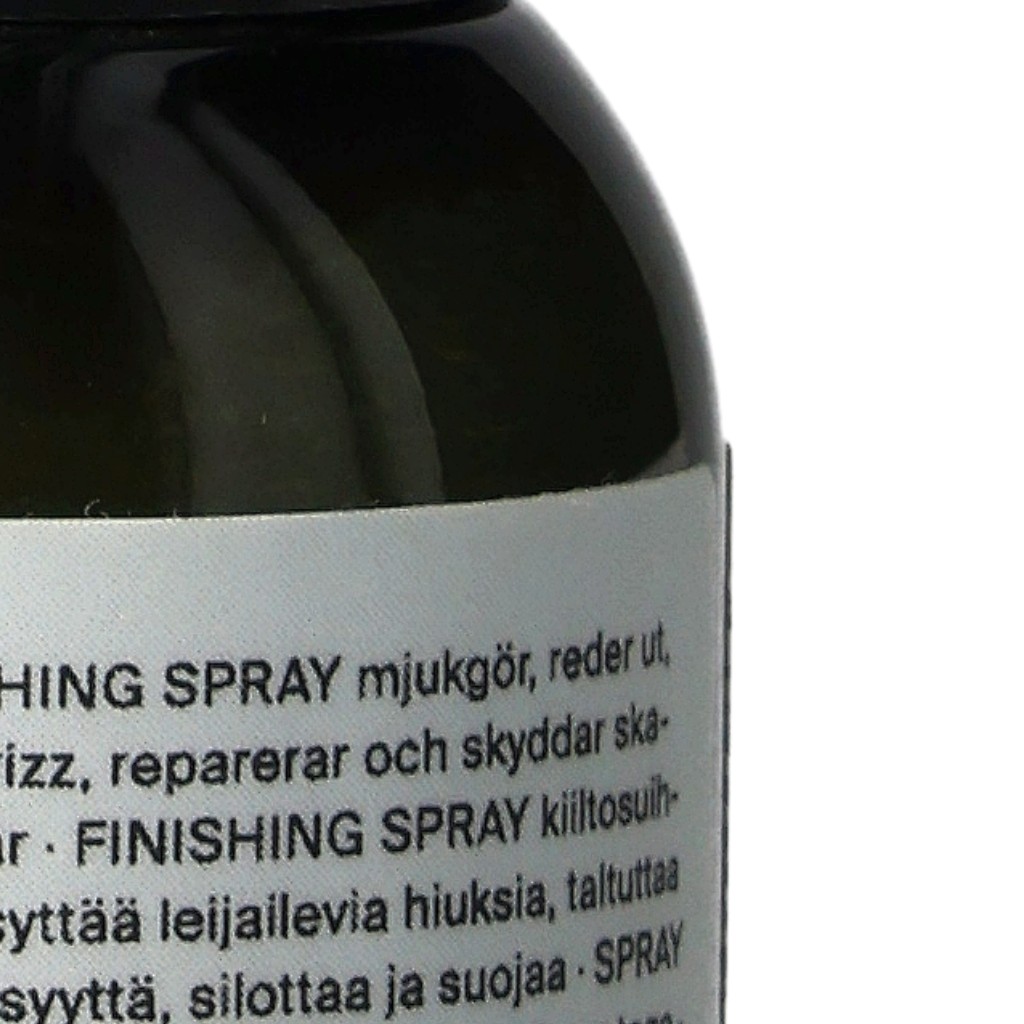 HING SPRAY mjukgör, reder ut,
rizz, reparerar och skyddar ska-
ar · FINISHING SPRAY kiiltosuih-
syttää leijailevia hiuksia, taltuttaa
syyttä, silottaa ja suojaa · SPRAY